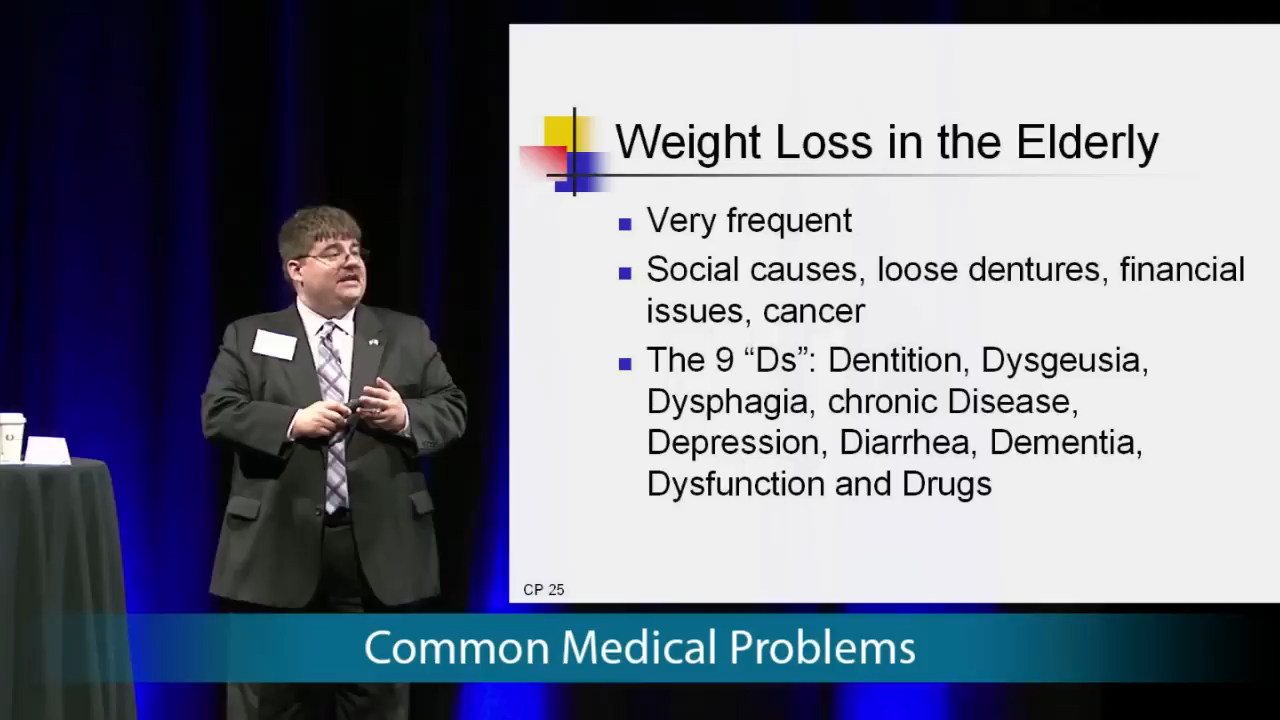 Weight Loss in the Elderly
Very frequent
Social causes, loose dentures, financial
issues, cancer
The 9 “Ds”: Dentition, Dysgeusia,
Dysphagia, chronic Disease,
Depression, Diarrhea, Dementia,
Dysfunction and Drugs
CP 25
Common Medical Problems